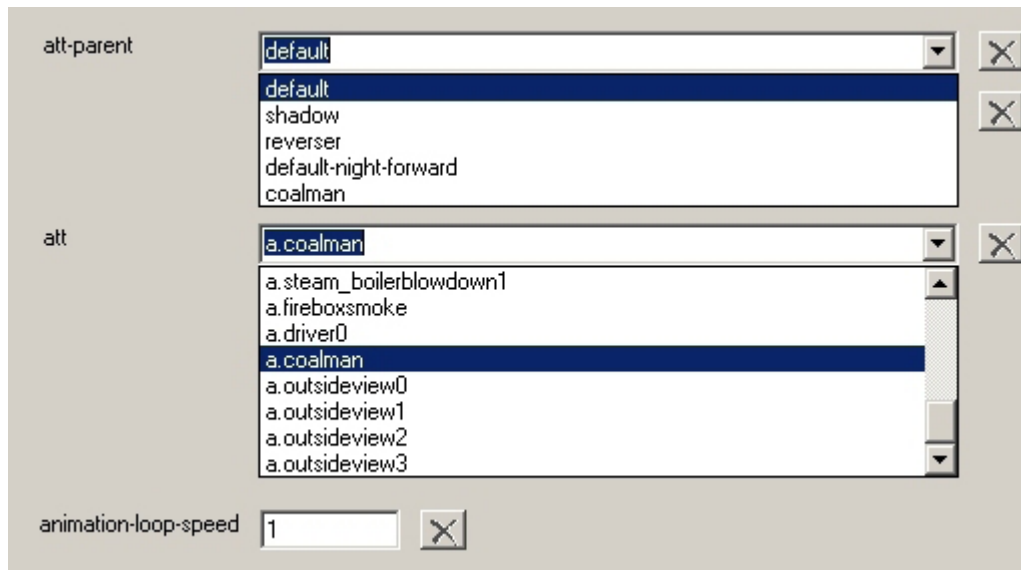 att-parent
default
default
shadow
reverser
default-night-forward
coalman
att
a.coalman
a.steam_boilerblowdown1
a.fireboxsmoke
a.driver0
a.coalman
a.outsideview0
a.outsideview1
a.outsideview2
a.outsideview3
animation-loop-speed
1